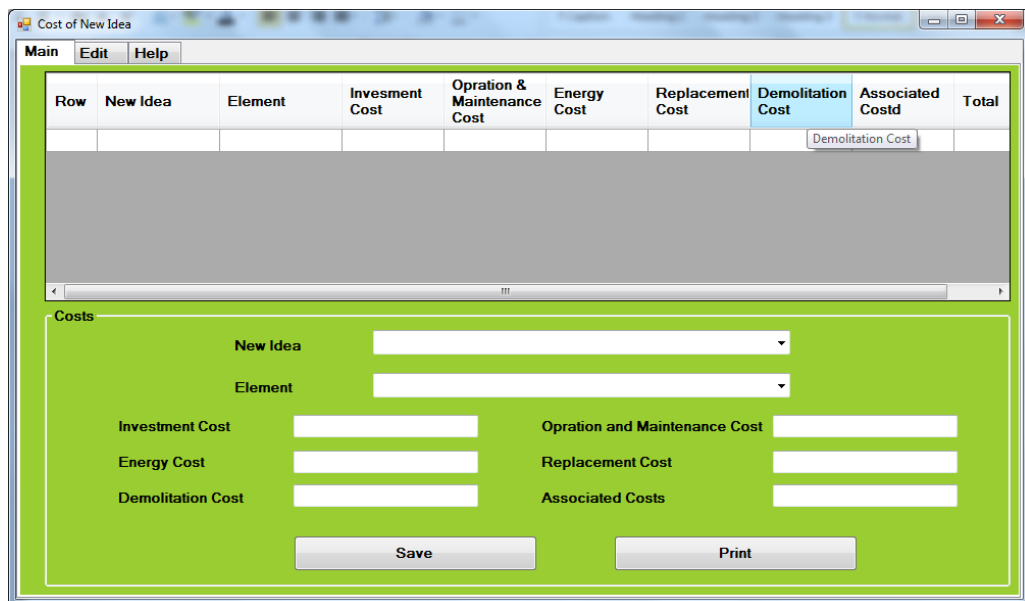 Cost of New Idea
Main Edit Help
Row New Idea Element Invesment Cost Opration & Maintenance Cost Energy Cost Replacement Cost Demolitation Cost Associated Costd Total
Demolitation Cost
Costs
New Idea
Element
Investment Cost Opration and Maintenance Cost
Energy Cost Replacement Cost
Demolitation Cost Associated Costs
Save Print